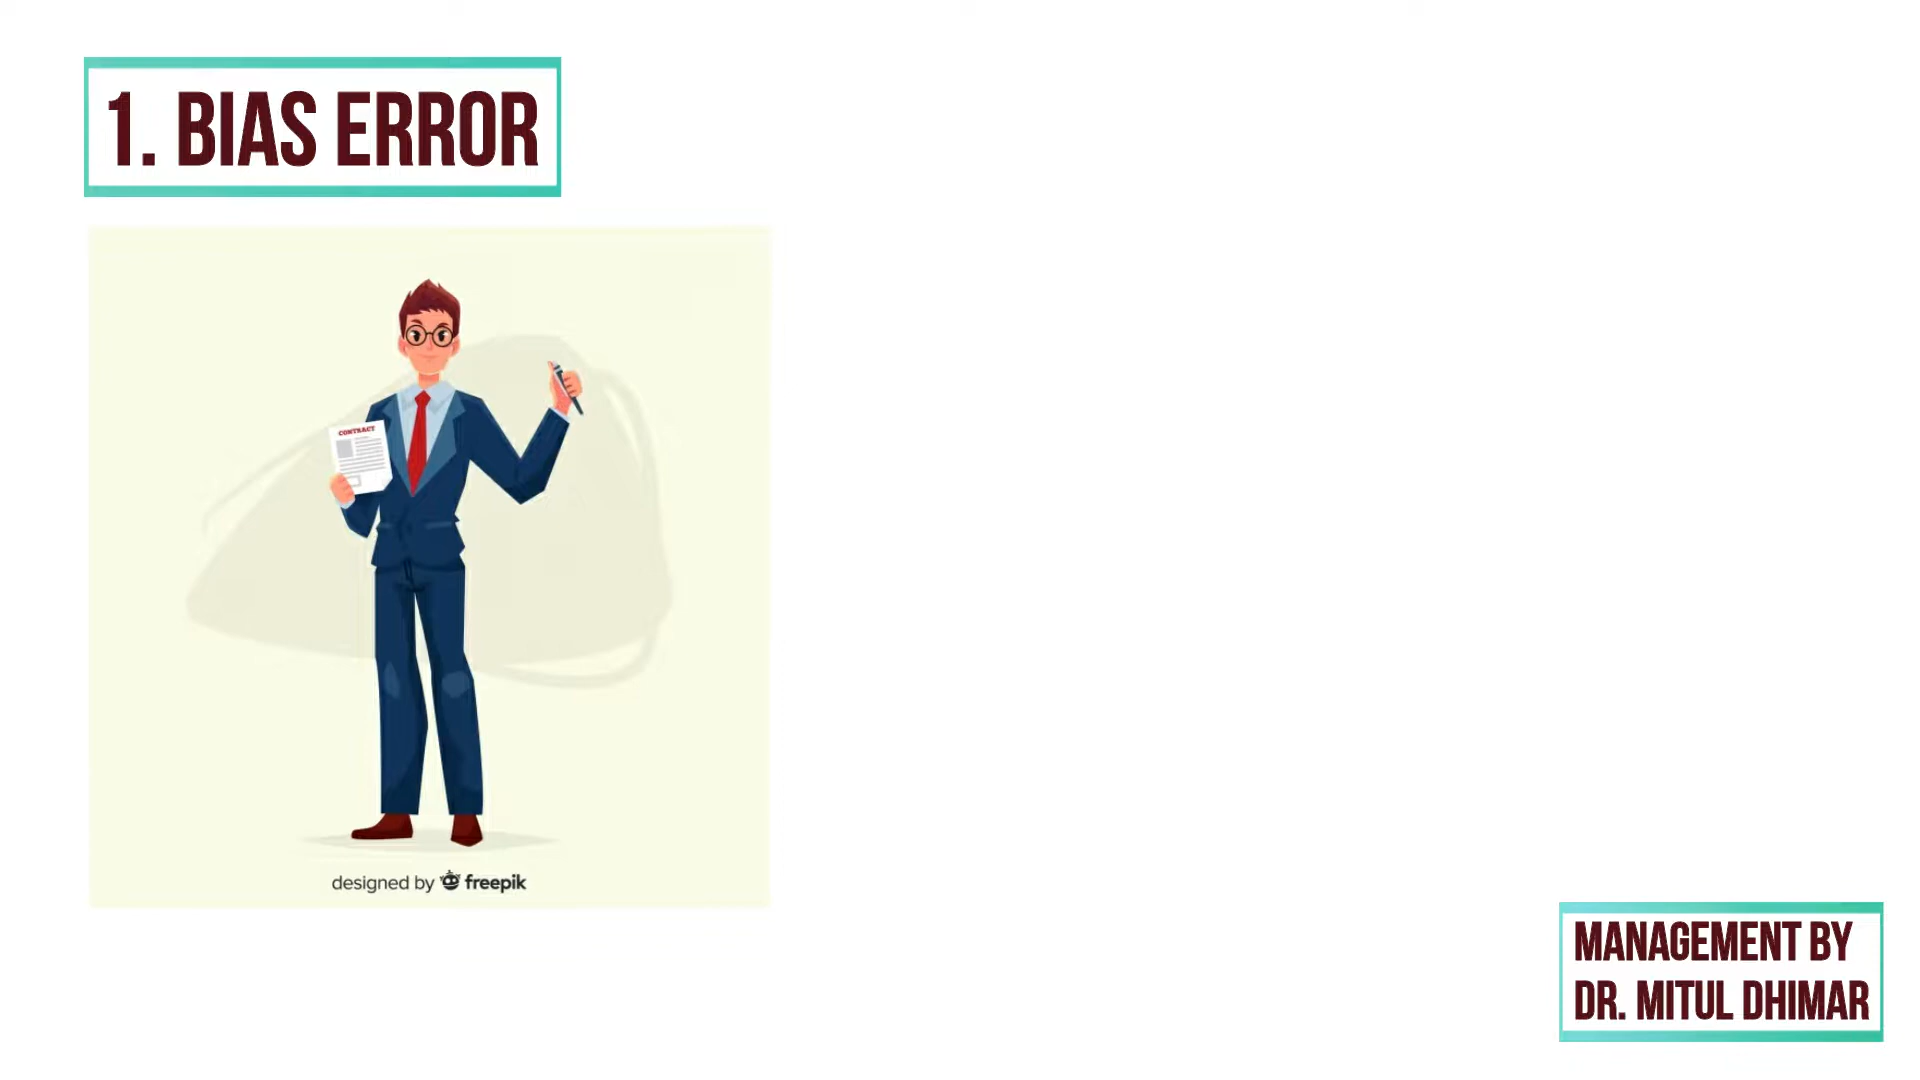 1. BIAS ERROR
CONTRACT
designed by freepik
MANAGEMENT BY
DR. MITUL DHIMAR